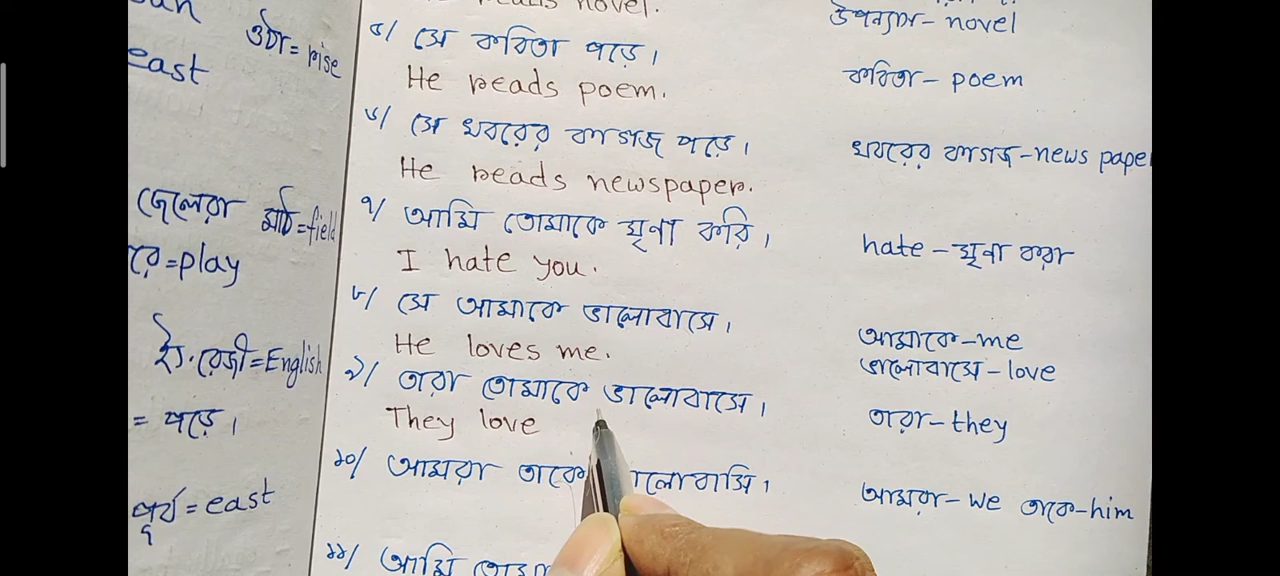 novel.
উপন্যাস- novel
ওঠা= rise
east
৫/ সে কবিতা পড়ে।
He reads poem.
কবিতা- poem
৬/ সে খবরের কাগজ পড়ে।
He reads newspaper.
খবরের কাগজ-news pape
জেলেরা মাঠ=field
রে=play
৭/ আমি তোমাকে ঘৃনা করি।
I hate you.
hate-ঘৃনা করা
৮/ সে আমাকে ভালোবাসে।
He loves me.
আমাকে-me
ভালোবাসে-love
ইং.রেজী=English
= পড়ে।
৯/ তারা তোমাকে ভালোবাসে।
They love
তারা-they
১০/ আমরা তাকে লোবাসি।
আমরা-we তাকে-him
পূর্ব=east
১১/ আমি